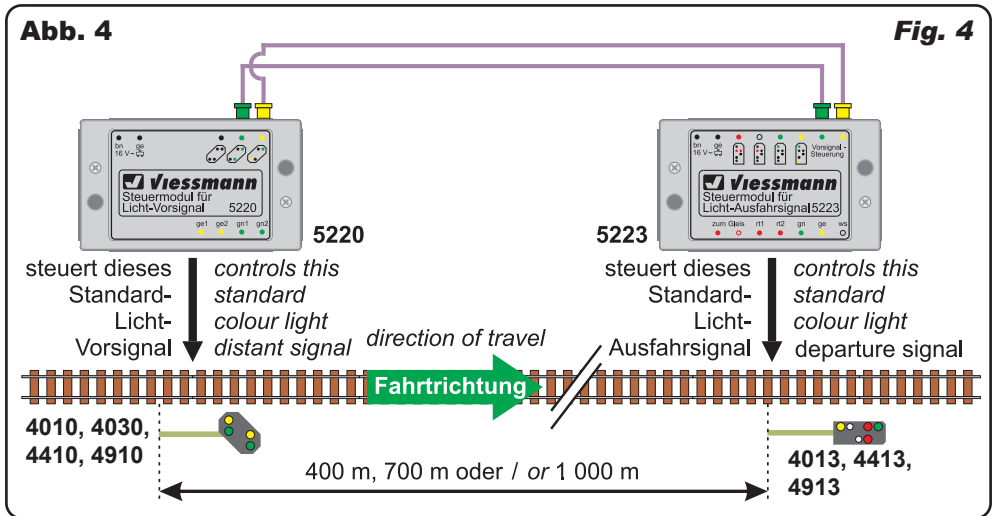 Abb. 4
Fig. 4
bn ge
16 V~
Viessmann
Steuermodul für
Licht-Vorsignal 5220
ge1 ge2 gn1 gn2
5220
bn ge
16 V~
Vorsignal-
Steuerung
Viessmann
Steuermodul für
Licht-Ausfahrsignal 5223
zum Gleis rt1 rt2 gn ge ws
5223
steuert dieses
Standard-
Licht-
Vorsignal
controls this
standard
colour light
distant signal
direction of travel
Fahrtrichtung
steuert dieses
Standard-
Licht-
Ausfahrsignal
controls this
standard
colour light
departure signal
4010, 4030,
4410, 4910
400 m, 700 m oder / or 1 000 m
4013, 4413,
4913